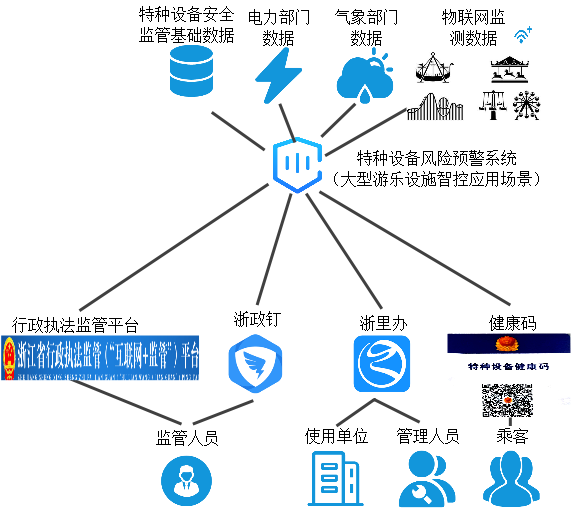 特种设备安全
监管基础数据
电力部门
数据
气象部门
数据
物联网监
测数据
特种设备风险预警系统
（大型游乐设施智控应用场景）
行政执法监管平台
浙江省行政执法监管（“互联网+监管”）平台
浙政钉
浙里办
健康码
特种设备健康码
监管人员
使用单位
管理人员
乘客